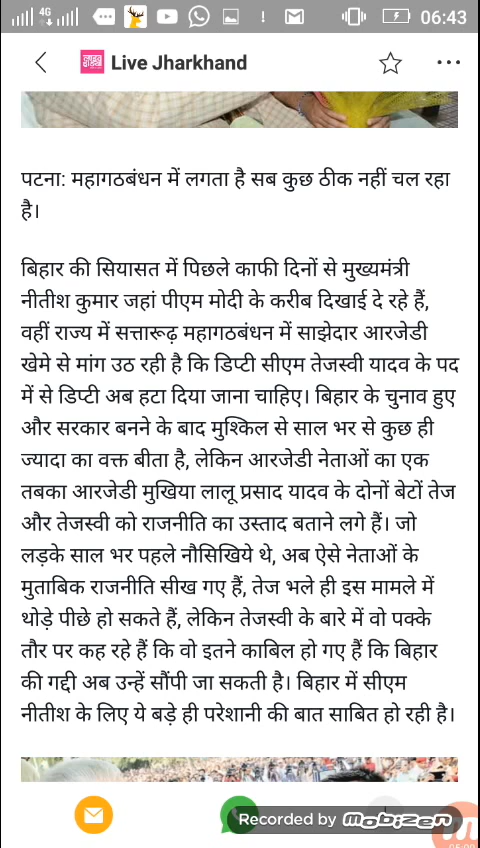 4G
! 06:43
Live Jharkhand
पटना: महागठबंधन में लगता है सब कुछ ठीक नहीं चल रहा
है।
बिहार की सियासत में पिछले काफी दिनों से मुख्यमंत्री
नीतीश कुमार जहां पीएम मोदी के करीब दिखाई दे रहे हैं,
वहीं राज्य में सत्तारूढ़ महागठबंधन में साझेदार आरजेडी
खेमे से मांग उठ रही है कि डिप्टी सीएम तेजस्वी यादव के पद
में से डिप्टी अब हटा दिया जाना चाहिए। बिहार के चुनाव हुए
और सरकार बनने के बाद मुश्किल से साल भर से कुछ ही
ज्यादा का वक्त बीता है, लेकिन आरजेडी नेताओं का एक
तबका आरजेडी मुखिया लालू प्रसाद यादव के दोनों बेटों तेज
और तेजस्वी को राजनीति का उस्ताद बताने लगे हैं। जो
लड़के साल भर पहले नौसिखिये थे, अब ऐसे नेताओं के
मुताबिक राजनीति सीख गए हैं, तेज भले ही इस मामले में
थोड़े पीछे हो सकते हैं, लेकिन तेजस्वी के बारे में वो पक्के
तौर पर कह रहे हैं कि वो इतने काबिल हो गए हैं कि बिहार
की गद्दी अब उन्हें सौंपी जा सकती है। बिहार में सीएम
नीतीश के लिए ये बड़े ही परेशानी की बात साबित हो रही है।
Recorded by mobizen